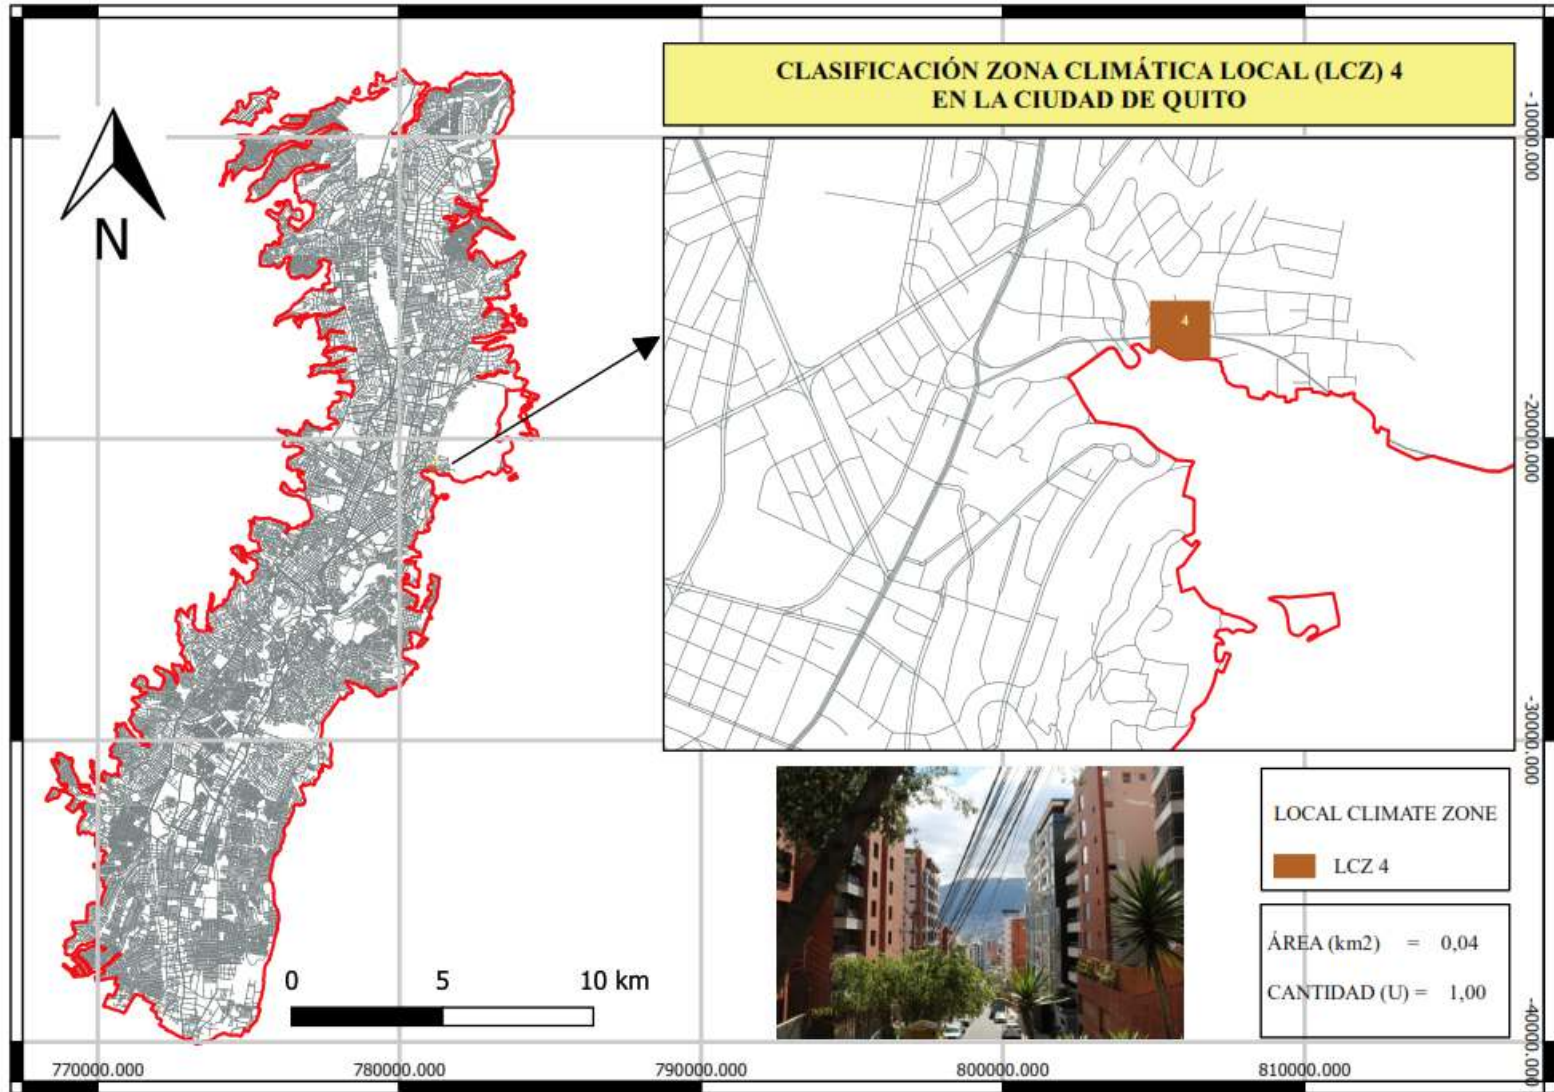 CLASIFICACIÓN ZONA CLIMÁTICA LOCAL (LCZ) 4
EN LA CIUDAD DE QUITO
N
4
-10000.000
-20000.000
-30000.000
-40000.000
LOCAL CLIMATE ZONE
LCZ 4
ÁREA (km2) = 0,04
CANTIDAD (U) = 1,00
0 5 10 km
770000.000 780000.000 790000.000 800000.000 810000.000